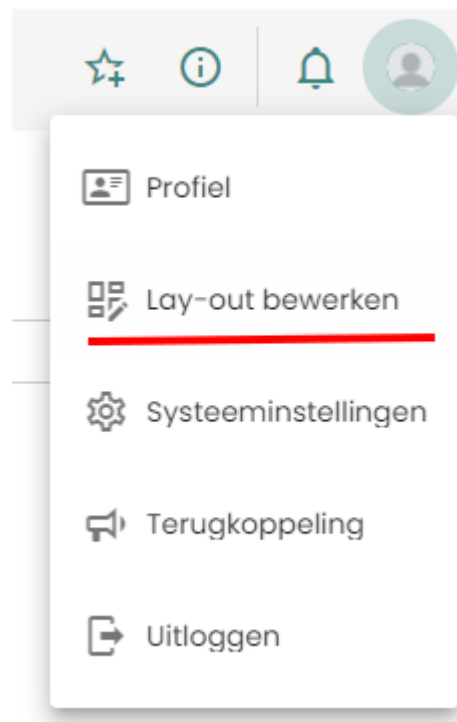 Profiel
Lay-out bewerken
Systeeminstellingen
Terugkoppeling
Uitloggen